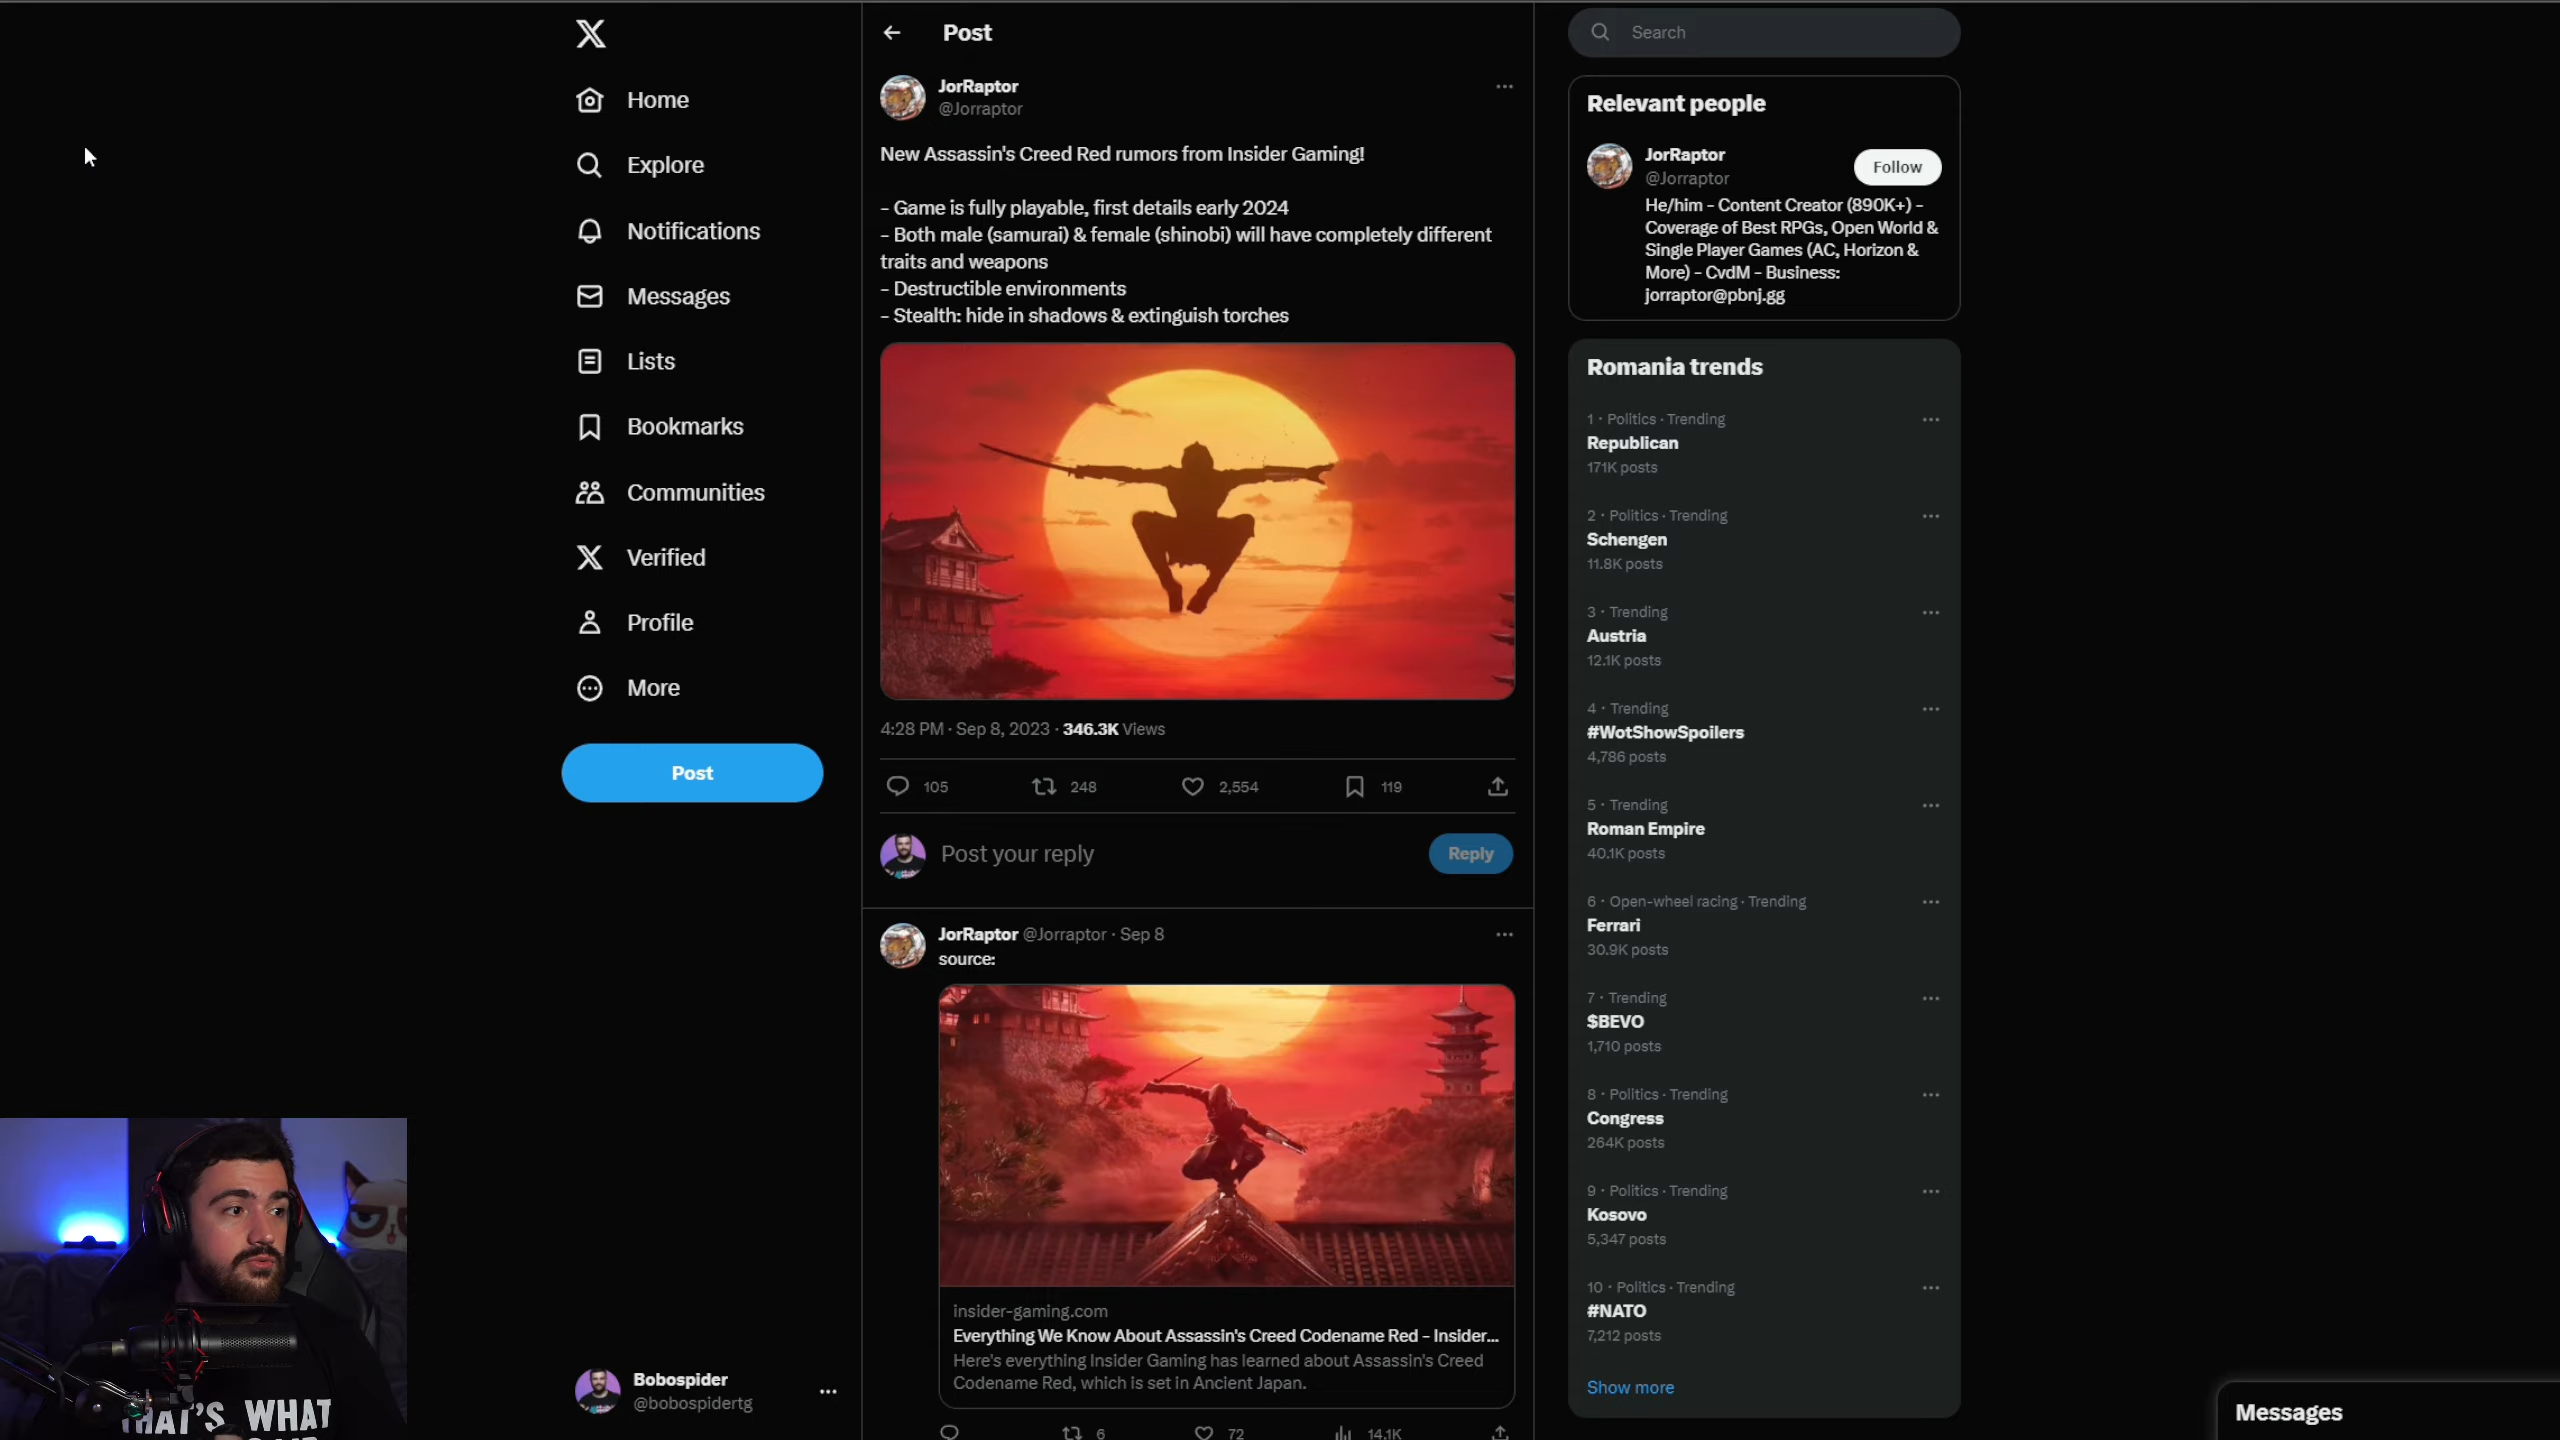 Home
Explore
Notifications
Messages
Lists
Bookmarks
Communities
Verified
Profile
More
Post
Bobospider
@bobospidertg
Post
JorRaptor
@Jorraptor
New Assassin's Creed Red rumors from Insider Gaming!
- Game is fully playable, first details early 2024
- Both male (samurai) & female (shinobi) will have completely different
traits and weapons
- Destructible environments
- Stealth: hide in shadows & extinguish torches
4:28 PM · Sep 8, 2023 · 346.3K Views
105
248
2,554
119
Post your reply
Reply
JorRaptor @Jorraptor · Sep 8
source:
insider-gaming.com
Everything We Know About Assassin's Creed Codename Red - Insider...
Here's everything Insider Gaming has learned about Assassin's Creed
Codename Red, which is set in Ancient Japan.
6
72
14.1K
Search
Relevant people
JorRaptor
@Jorraptor
Follow
He/him - Content Creator (890K+) -
Coverage of Best RPGs, Open World &
Single Player Games (AC, Horizon &
More) - CvdM - Business:
jorraptor@pbnj.gg
Romania trends
1 · Politics · Trending
Republican
171K posts
2 · Politics · Trending
Schengen
11.8K posts
3 · Trending
Austria
12.1K posts
4 · Trending
#WotShowSpoilers
4,786 posts
5 · Trending
Roman Empire
40.1K posts
6 · Open-wheel racing · Trending
Ferrari
30.9K posts
7 · Trending
$BEVO
1,710 posts
8 · Politics · Trending
Congress
264K posts
9 · Politics · Trending
Kosovo
5,347 posts
10 · Politics · Trending
#NATO
7,212 posts
Show more
Messages
THAT'S WHAT